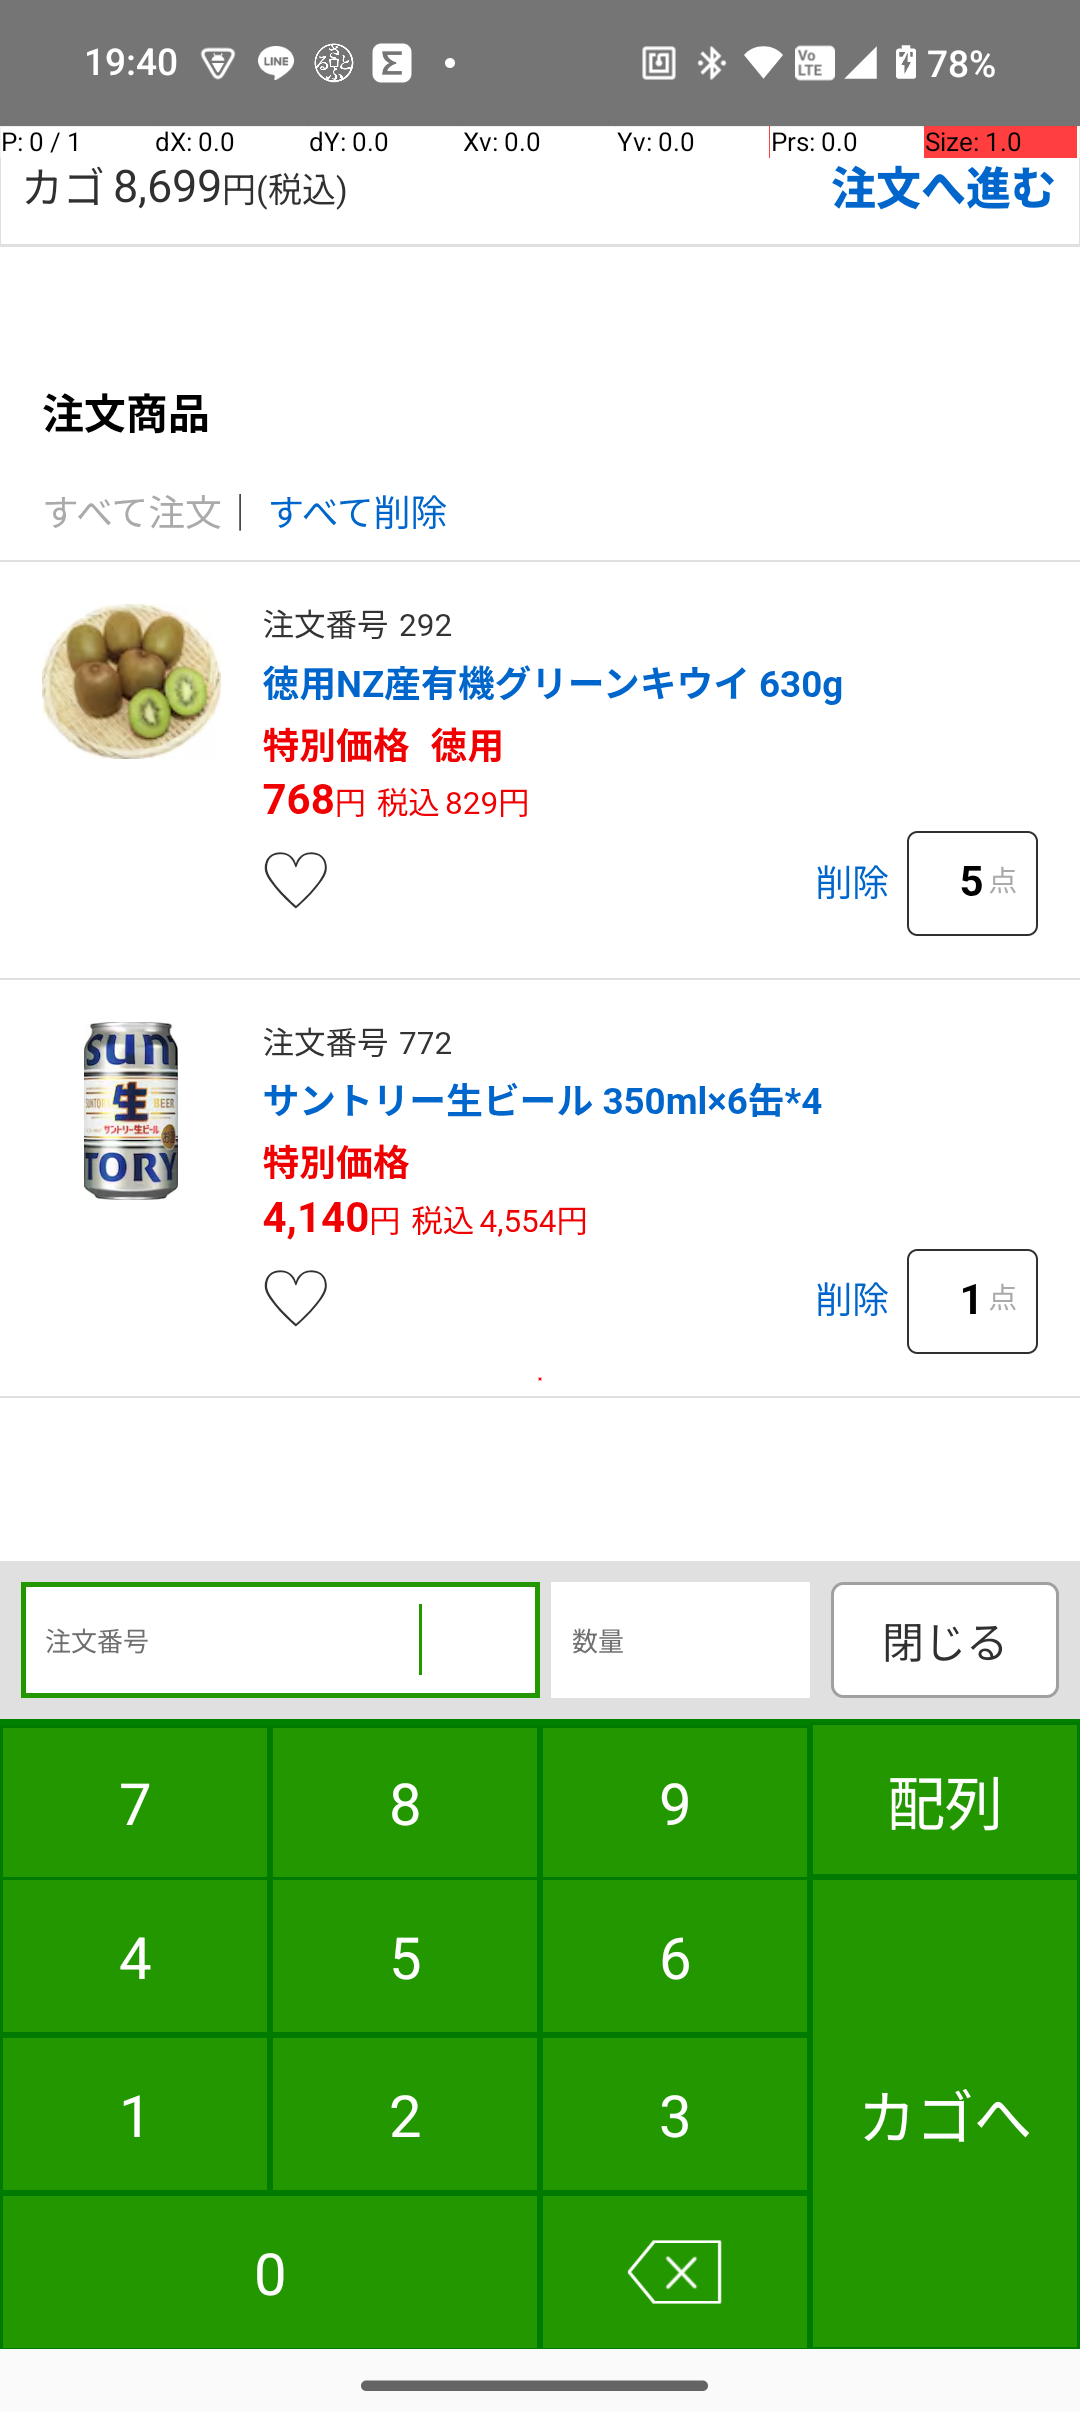 19:40 LINE VoLTE 78%
P: 0 / 1 dX: 0.0 dY: 0.0 Xv: 0.0 Yv: 0.0 Prs: 0.0 Size: 1.0
カゴ 8,699円(税込) 注文へ進む
注文商品
すべて注文 | すべて削除
注文番号 292
徳用NZ産有機グリーンキウイ 630g
特別価格 徳用
768円 税込 829円
削除 5 点
注文番号 772
サントリー生ビール 350ml×6缶*4
特別価格
4,140円 税込 4,554円
削除 1 点
sun
生
BEER
サントリー生ビール
TORY
注文番号 数量 閉じる
7 8 9 配列
4 5 6
1 2 3 カゴへ
0